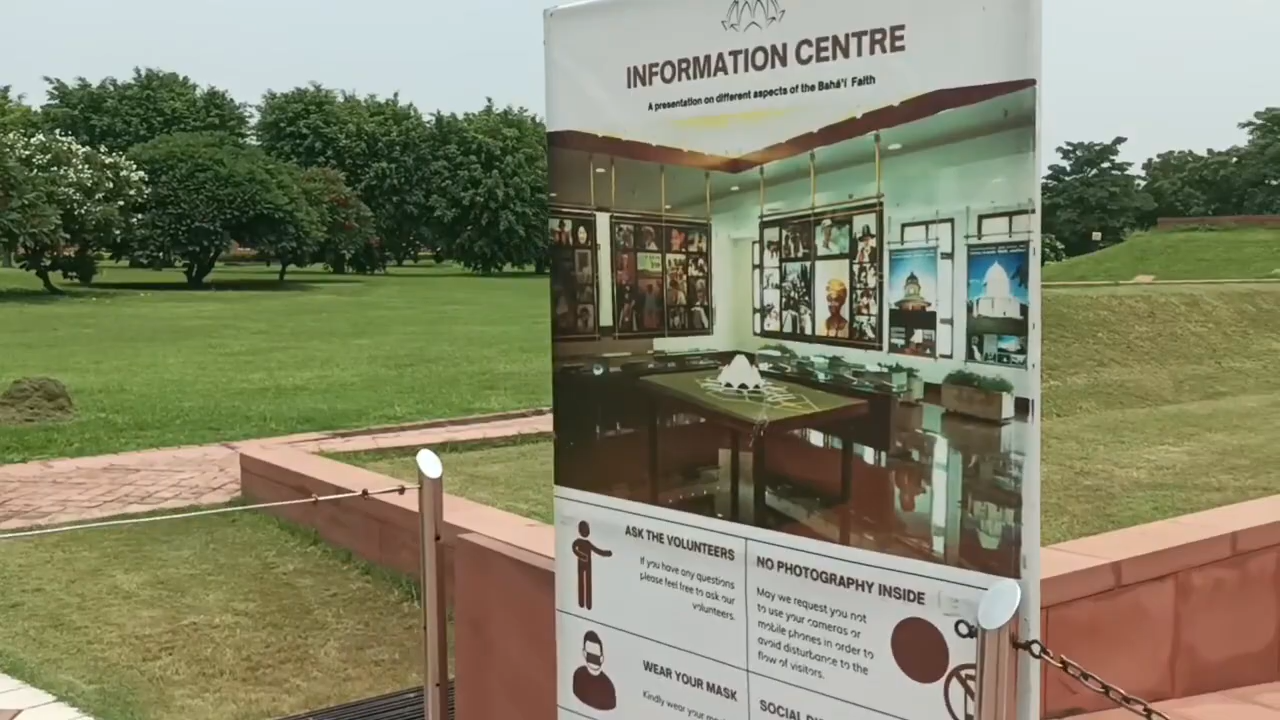 INFORMATION CENTRE
A presentation on different aspects of the Bahá'í Faith
ASK THE VOLUNTEERS
If you have any questions
please feel free to ask our
volunteers.
NO PHOTOGRAPHY INSIDE
May we request you not
to use your cameras or
mobile phones in order to
avoid disturbance to the
flow of visitors.
WEAR YOUR MASK
Kindly wear your
SOCIAL